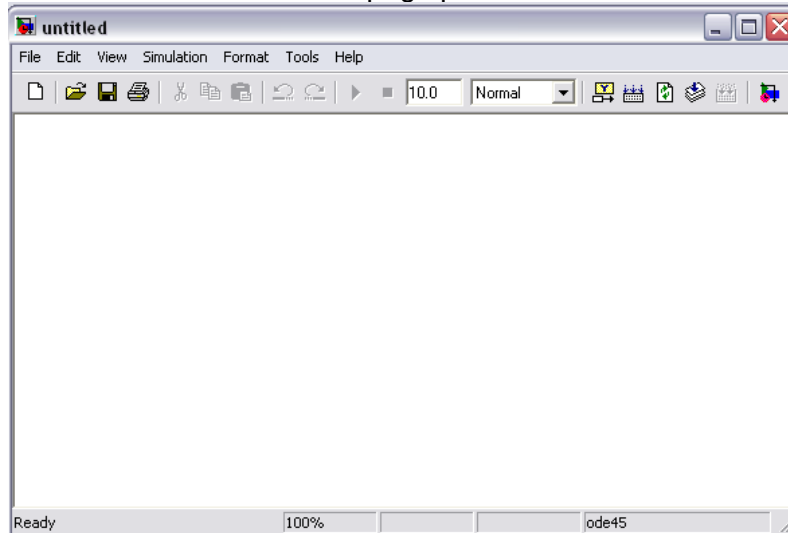 untitled
File Edit View Simulation Format Tools Help
10.0 Normal
Ready 100% ode45